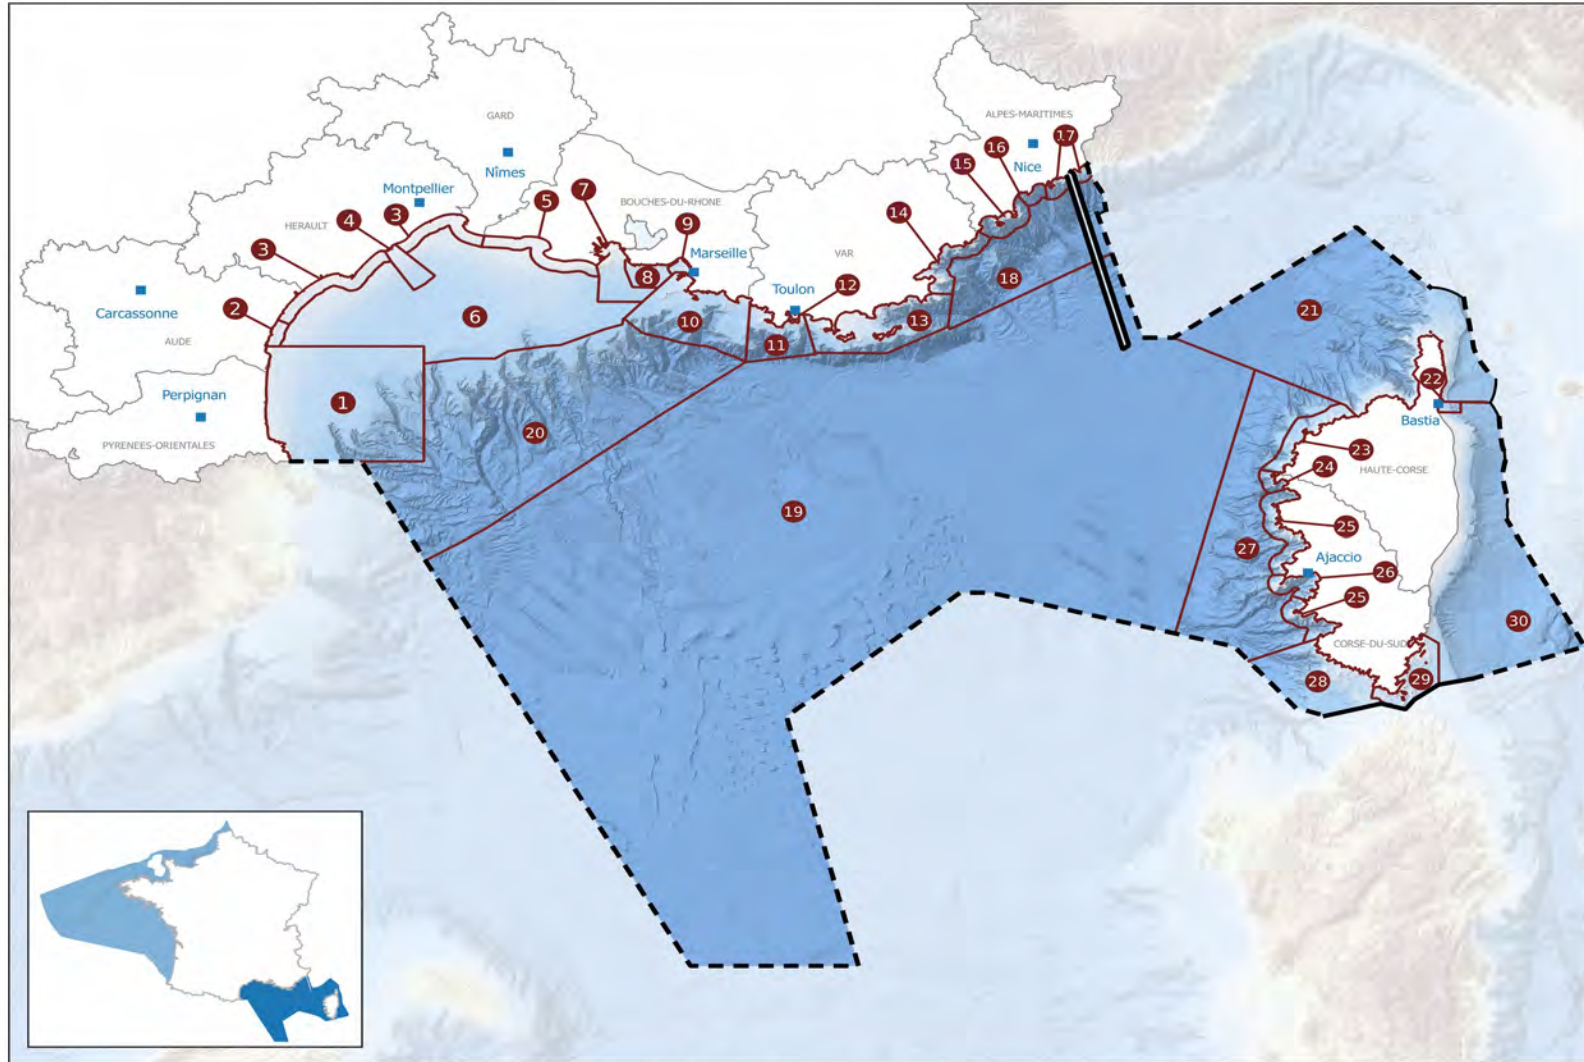 ALPES-MARITIMES
GARD
17
16
Nice
Nîmes
15
7
Montpellier
5
BOUCHES-DU-RHONE
3
4
HERAULT
9
14
3
Marseille
VAR
8
18
12
Carcassonne
Toulon
2
21
6
10
13
AUDE
11
22
Perpignan
1
Bastia
20
PYRENEES-ORIENTALES
23
24
HAUTE-CORSE
19
25
27
Ajaccio
26
25
30
CORSE-DU-SUD
28
29